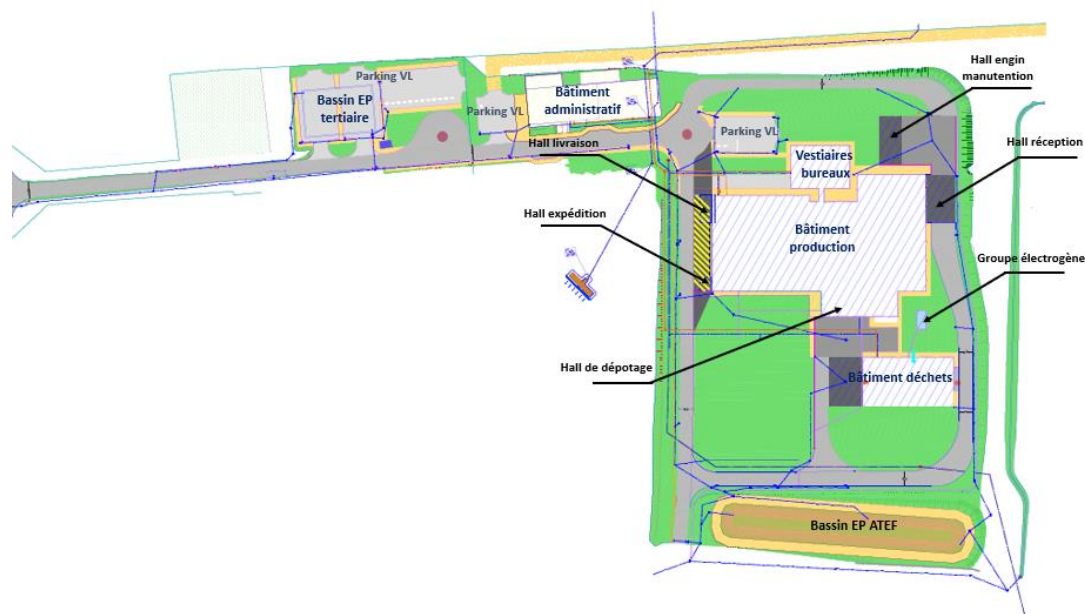 Hall engin
manutention
Parking VL
Bassin EP
tertiaire
Parking VL
Bâtiment
administratif
Parking VL
Hall livraison
Hall réception
Vestiaires
bureaux
Hall expédition
Bâtiment
production
Groupe électrogène
Hall de dépotage
Bâtiment déchets
Bassin EP ATEF